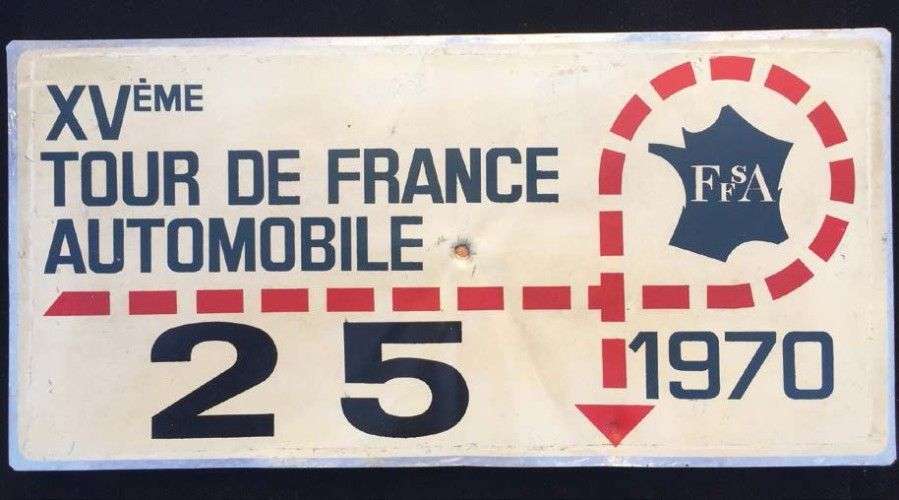 XVÈME
TOUR DE FRANCE
AUTOMOBILE
FFSA
25
1970